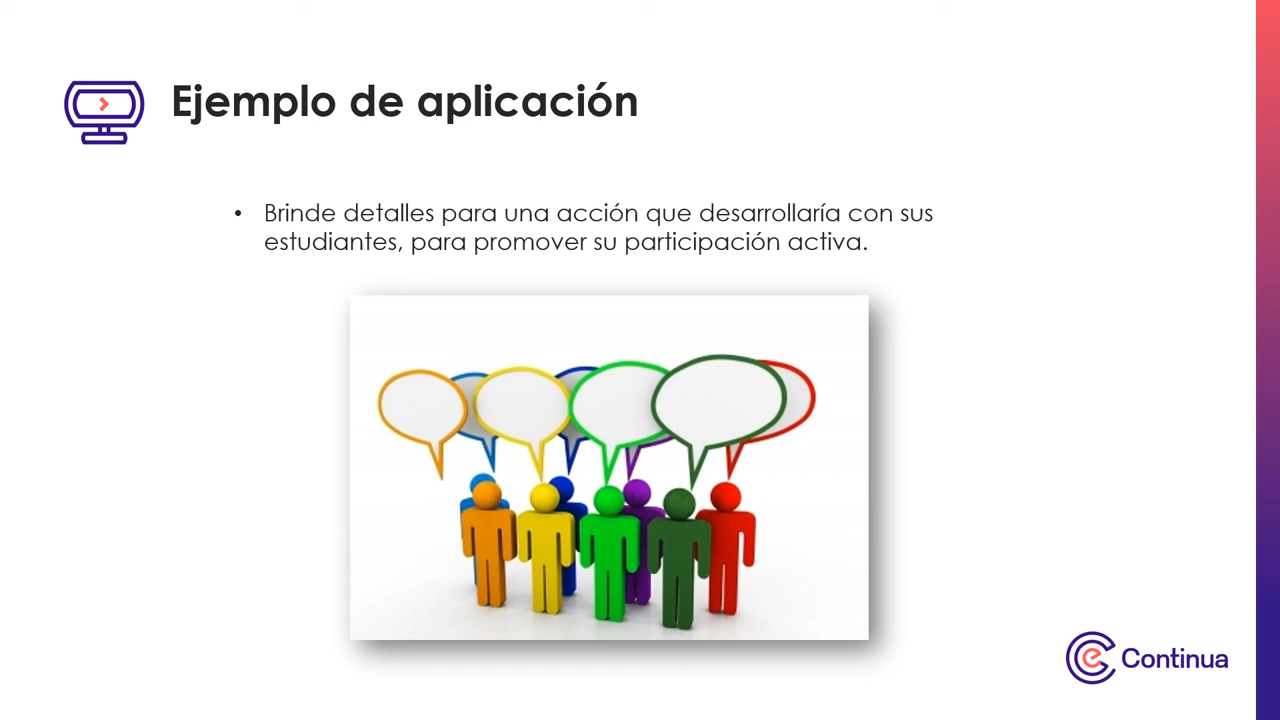 Ejemplo de aplicación
• Brinde detalles para una acción que desarrollaría con sus
estudiantes, para promover su participación activa.
Continua